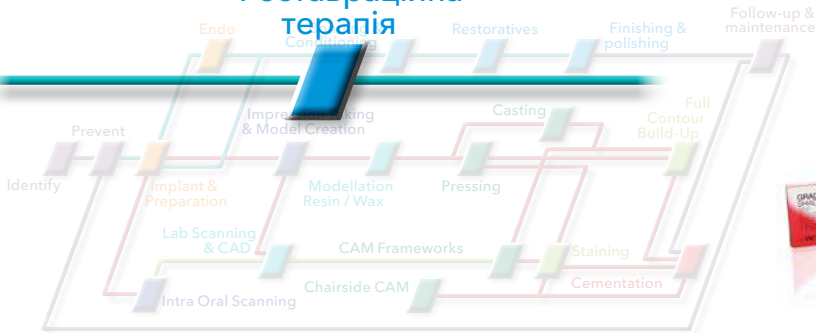 терапія
Follow-up &
maintenance
Endo
Conditioning
Restoratives
Finishing &
polishing
Impression Taking
& Model Creation
Casting
Full
Contour
Build-Up
Prevent
Identify
Implant &
Preparation
Modellation
Resin / Wax
Pressing
Lab Scanning
& CAD
CAM Frameworks
Staining
Chairside CAM
Cementation
Intra Oral Scanning